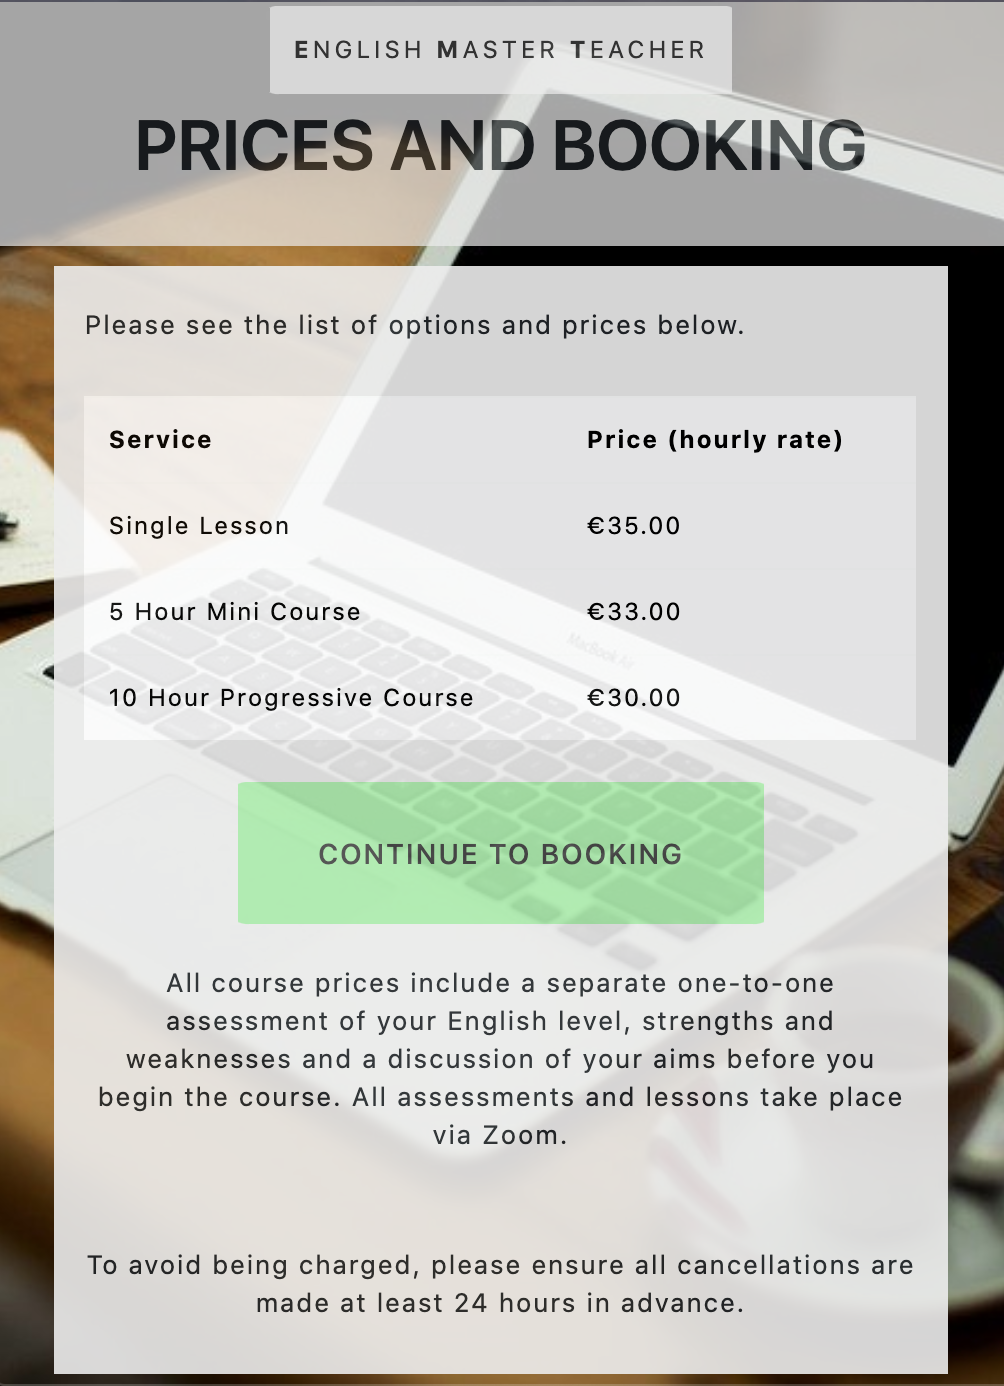 ENGLISH MASTER TEACHER
PRICES AND BOOKING
Please see the list of options and prices below.
Service Price (hourly rate)
Single Lesson €35.00
5 Hour Mini Course €33.00
MacBook Air
10 Hour Progressive Course €30.00
CONTINUE TO BOOKING
All course prices include a separate one-to-one
assessment of your English level, strengths and
weaknesses and a discussion of your aims before you
begin the course. All assessments and lessons take place
via Zoom.
To avoid being charged, please ensure all cancellations are
made at least 24 hours in advance.